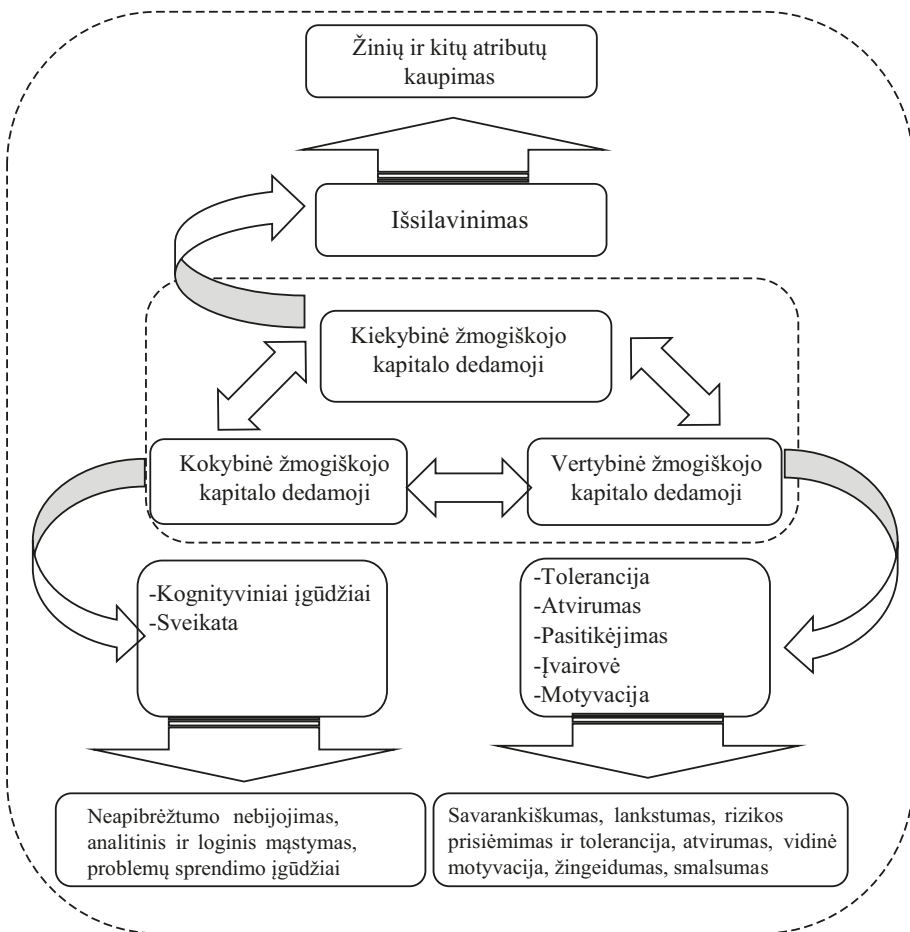 Žinių ir kitų atributų
kaupimas
Išsilavinimas
Kiekybinė žmogiškojo
kapitalo dedamoji
Kokybinė žmogiškojo
kapitalo dedamoji
Vertybinė žmogiškojo
kapitalo dedamoji
-Kognityviniai įgūdžiai
-Sveikata
-Tolerancija
-Atvirumas
-Pasitikėjimas
-Įvairovė
-Motyvacija
Neapibrėžtumo nebijojimas,
analitinis ir loginis mąstymas,
problemų sprendimo įgūdžiai
Savarankiškumas, lankstumas, rizikos
prisiėmimas ir tolerancija, atvirumas, vidinė
motyvacija, žingeidumas, smalsumas